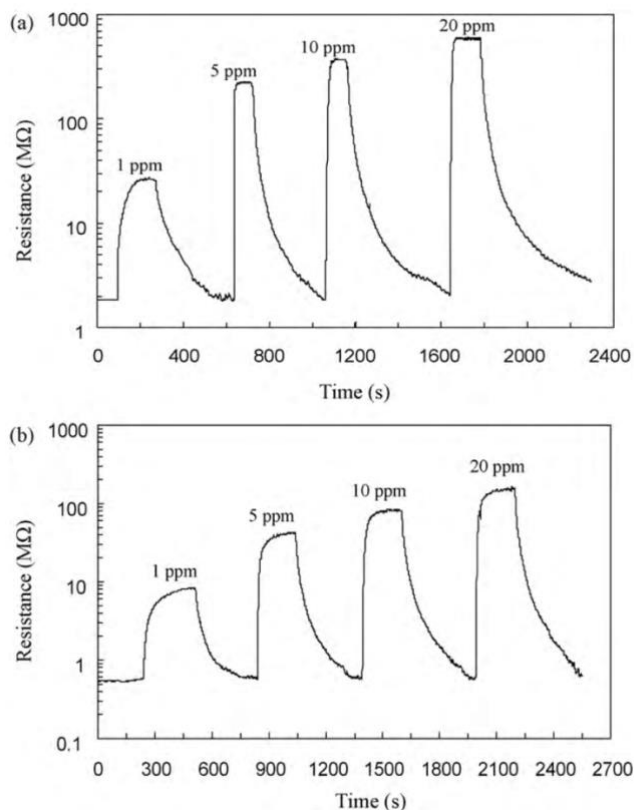 (a)
1000
20 ppm
10 ppm
5 ppm
100
1 ppm
10
1
Resistance (MΩ)
0 400 800 1200 1600 2000 2400
Time (s)
(b)
1000
20 ppm
10 ppm
5 ppm
100
1 ppm
10
1
0.1
Resistance (MΩ)
0 300 600 900 1200 1500 1800 2100 2400 2700
Time (s)